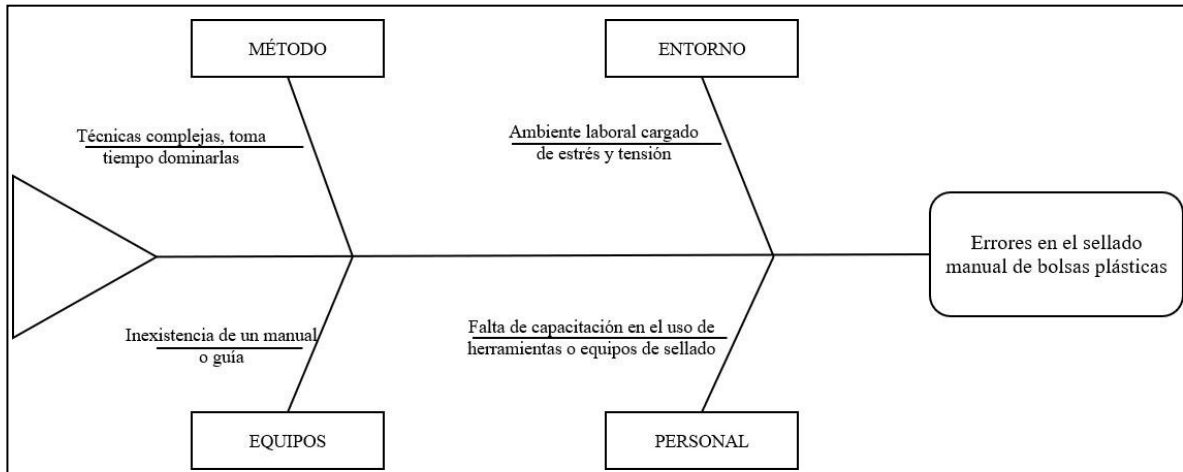 MÉTODO
ENTORNO
Técnicas complejas, toma
tiempo dominarlas
Ambiente laboral cargado
de estrés y tensión
Errores en el sellado
manual de bolsas plásticas
Inexistencia de un manual
o guía
Falta de capacitación en el uso de
herramientas o equipos de sellado
EQUIPOS
PERSONAL